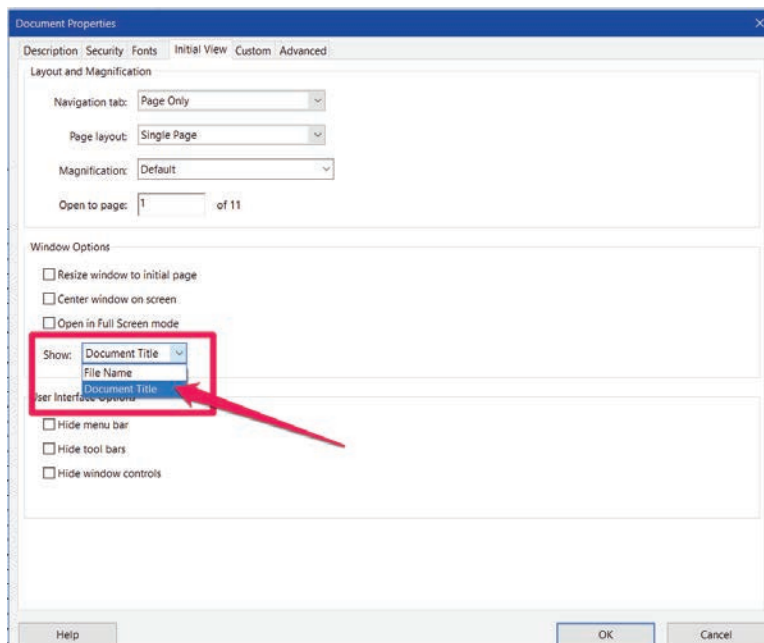 Document Properties
Description Security Fonts Initial View Custom Advanced
Layout and Magnification
Navigation tab: Page Only
Page layout: Single Page
Magnification: Default
Open to page: 1 of 11
Window Options
Resize window to initial page
Center window on screen
Open in Full Screen mode
Show: Document Title
File Name
Document Title
User Interface Options
Hide menu bar
Hide tool bars
Hide window controls
Help OK Cancel